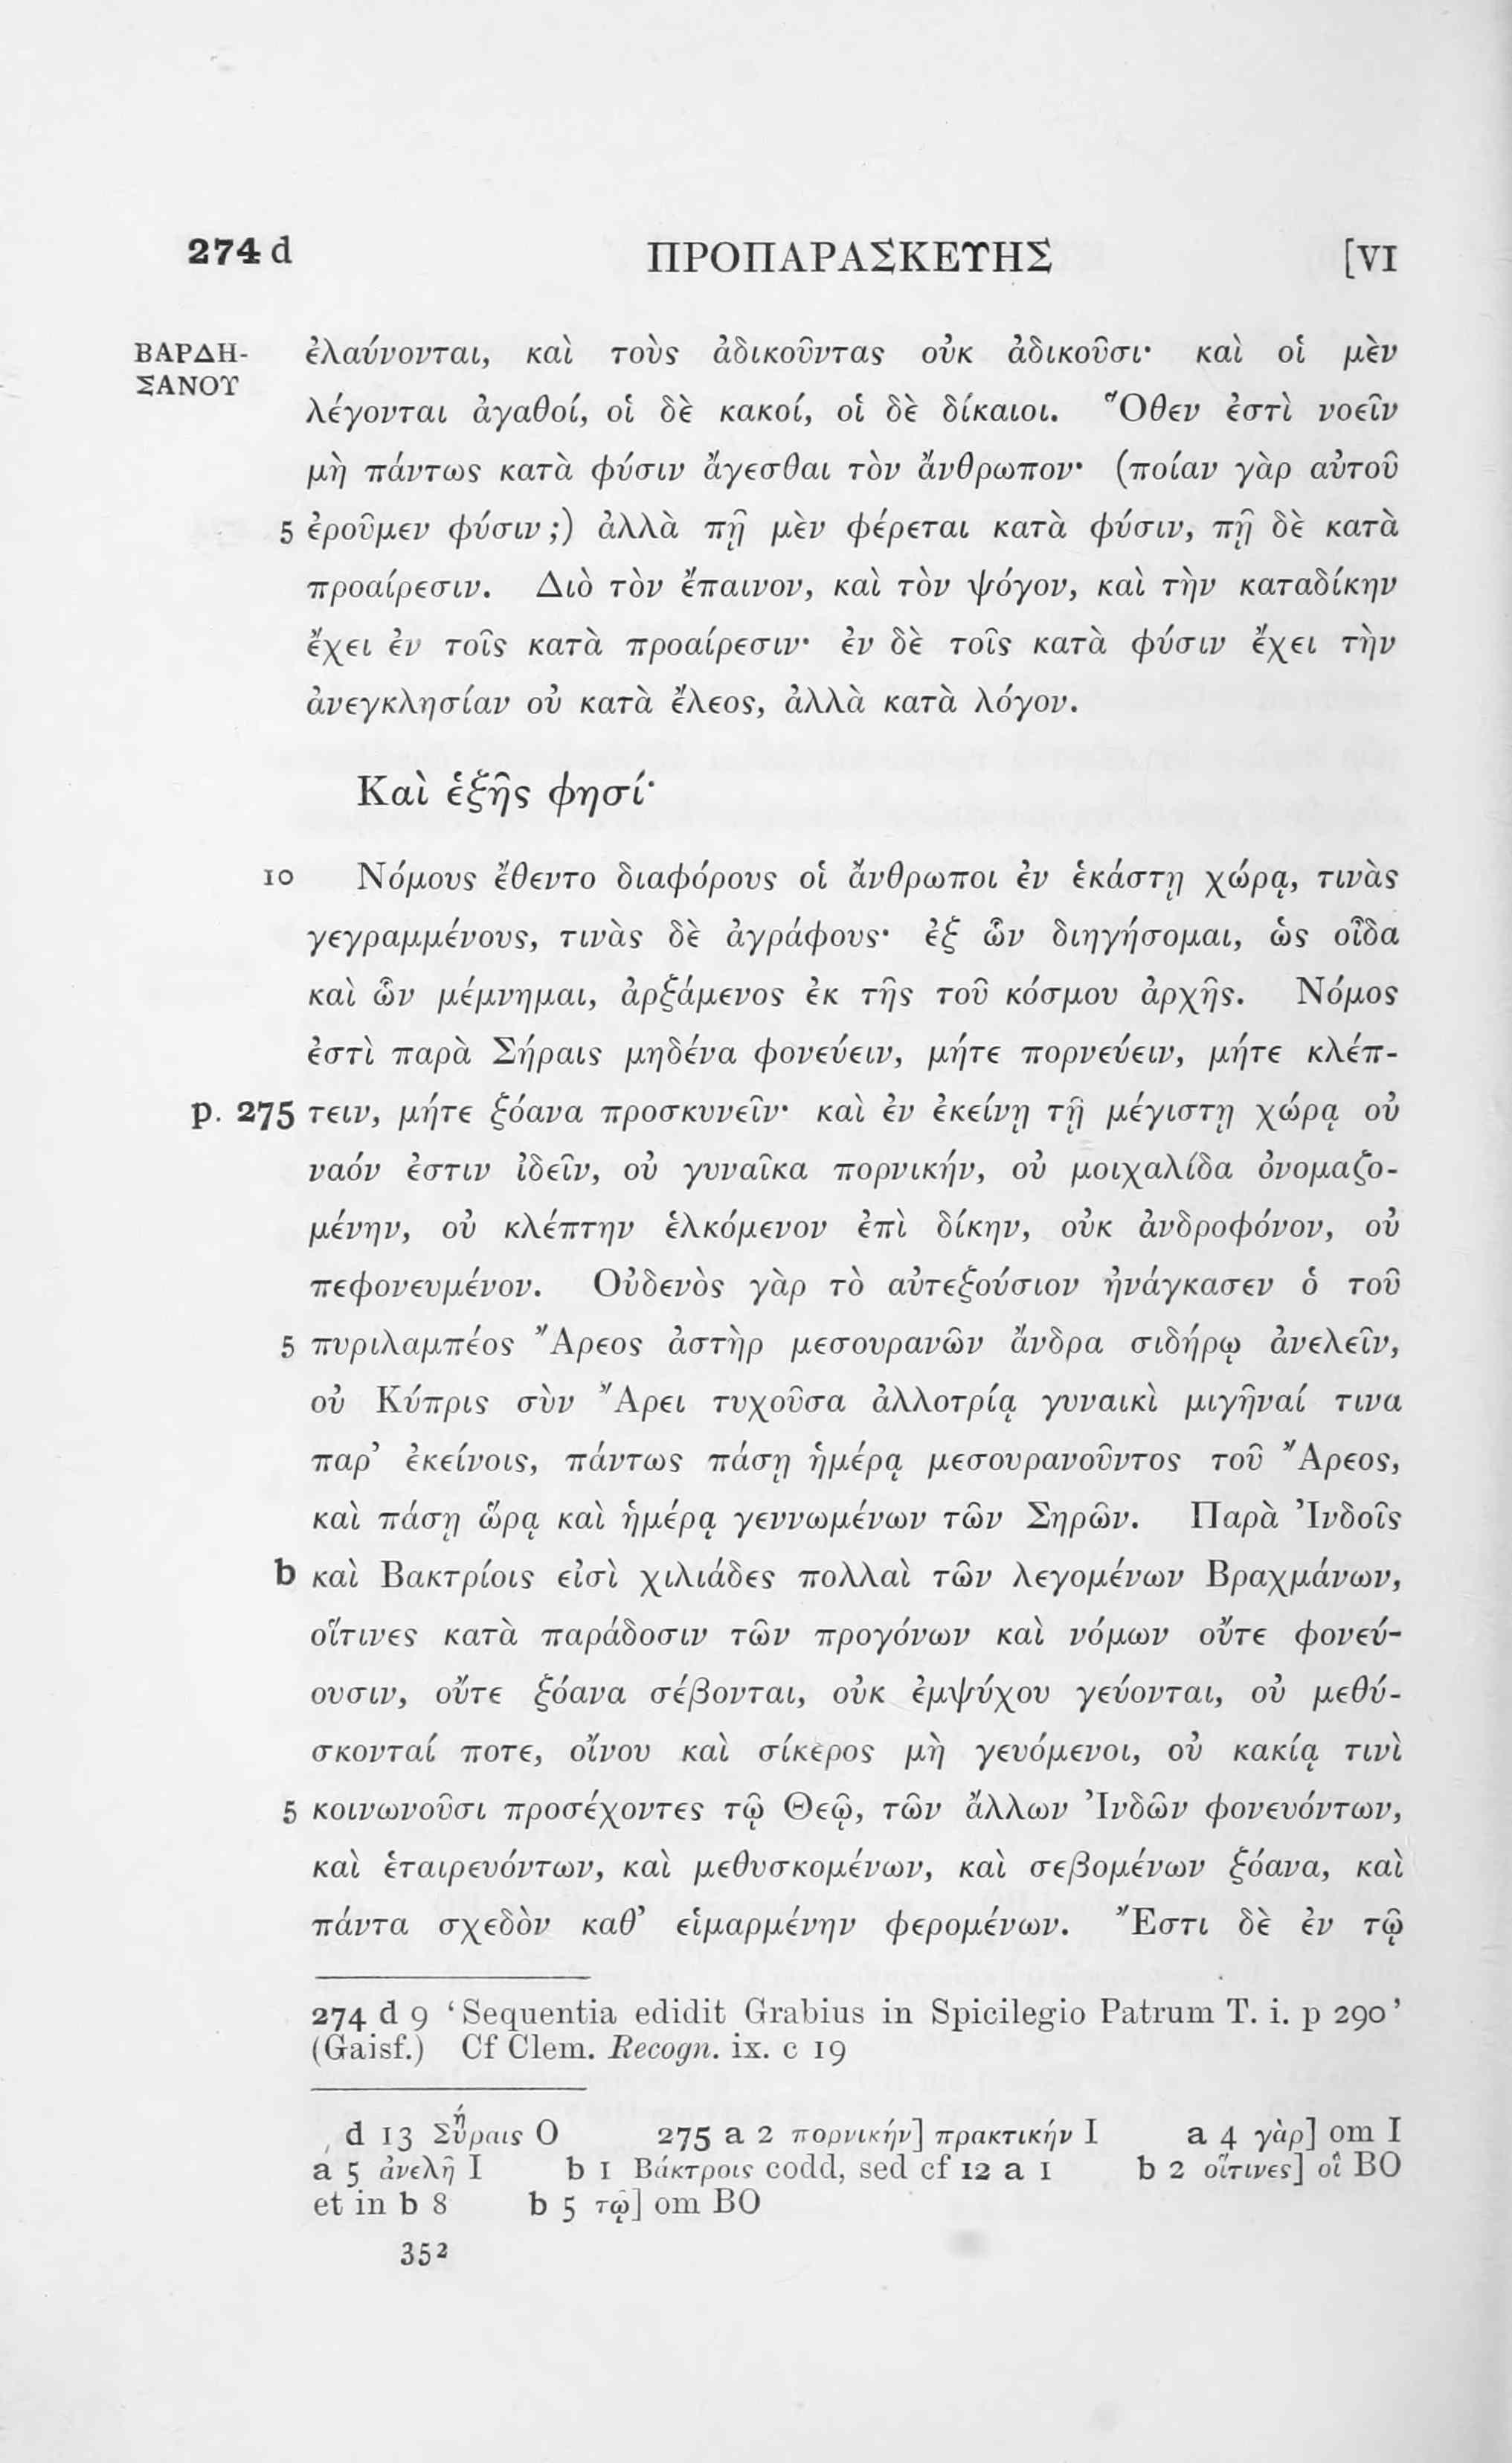 274 d ΠΡΟΠΑΡΑΣΚΕΥΗΣ [VI
ΒΑΡΔΗ- ἐλαύνονται, καὶ τοὺς ἀδικοῦντας οὐκ ἀδικοῦσι· καὶ οἱ μὲν
ΣΑΝΟΥ λέγονται ἀγαθοί, οἱ δὲ κακοί, οἱ δὲ δίκαιοι. Ὅθεν ἐστὶ νοεῖν
μὴ πάντως κατὰ φύσιν ἄγεσθαι τὸν ἄνθρωπον· (ποίαν γὰρ αὐτοῦ
5 ἐροῦμεν φύσιν;) ἀλλὰ πῇ μὲν φέρεται κατὰ φύσιν, πῇ δὲ κατὰ
προαίρεσιν. Διὸ τὸν ἔπαινον, καὶ τὸν ψόγον, καὶ τὴν καταδίκην
ἔχει ἐν τοῖς κατὰ προαίρεσιν· ἐν δὲ τοῖς κατὰ φύσιν ἔχει τὴν
ἀνεγκλησίαν οὐ κατὰ ἔλεος, ἀλλὰ κατὰ λόγον.
Καὶ ἑξῆς φησί·
10 Νόμους ἔθεντο διαφόρους οἱ ἄνθρωποι ἐν ἑκάστῃ χώρᾳ, τινὰς
γεγραμμένους, τινὰς δὲ ἀγράφους· ἐξ ὧν διηγήσομαι, ὡς οἶδα
καὶ ὧν μέμνημαι, ἀρξάμενος ἐκ τῆς τοῦ κόσμου ἀρχῆς. Νόμος
ἐστὶ παρὰ Σήραις μηδένα φονεύειν, μήτε πορνεύειν, μήτε κλέπ-
p. 275 τειν, μήτε ξόανα προσκυνεῖν· καὶ ἐν ἐκείνῃ τῇ μέγιστῃ χώρᾳ οὐ
ναόν ἐστιν ἰδεῖν, οὐ γυναῖκα πορνικήν, οὐ μοιχαλίδα ὀνομαζο-
μένην, οὐ κλέπτην ἑλκόμενον ἐπὶ δίκην, οὐκ ἀνδροφόνον, οὐ
πεφονευμένον. Οὐδενὸς γὰρ τὸ αὐτεξούσιον ἠνάγκασεν ὁ τοῦ
5 πυριλαμπέος Ἄρεος ἀστὴρ μεσουρανῶν ἄνδρα σιδήρῳ ἀνελεῖν,
οὐ Κύπρις σὺν Ἄρει τυχοῦσα ἀλλοτρίᾳ γυναικὶ μιγῆναί τινα
παρ’ ἐκείνοις, πάντως πάσῃ ἡμέρᾳ μεσουρανοῦντος τοῦ Ἄρεος,
καὶ πάσῃ ὥρᾳ καὶ ἡμέρᾳ γεννωμένων τῶν Σηρῶν. Παρὰ Ἰνδοῖς
b καὶ Βακτρίοις εἰσὶ χιλιάδες πολλαὶ τῶν λεγομένων Βραχμάνων,
οἵτινες κατὰ παράδοσιν τῶν προγόνων καὶ νόμων οὔτε φονεύ-
ουσιν, οὔτε ξόανα σέβονται, οὐκ ἐμψύχου γεύονται, οὐ μεθύ-
σκονταί ποτε, οἴνου καὶ σίκερος μὴ γευόμενοι, οὐ κακίᾳ τινὶ
5 κοινωνοῦσι προσέχοντες τῷ Θεῷ, τῶν ἄλλων Ἰνδῶν φονευόντων,
καὶ ἑταιρευόντων, καὶ μεθυσκομένων, καὶ σεβομένων ξόανα, καὶ
πάντα σχεδὸν καθ’ εἱμαρμένην φερομένων. Ἔστι δὲ ἐν τῷ
274 d 9 ‘Sequentia edidit Grabius in Spicilegio Patrum T. i. p 290’
(Gaisf.) Cf Clem. Recogn. ix. c 19
d 13 Σῦ̔ραις O 275 a 2 πορνικήν] πρακτικήν I a 4 γὰρ] om I
a 5 ἀνελῇ I b 1 Βάκτροις codd, sed cf 12 a 1 b 2 οἵτινες] οἳ BO
et in b 8 b 5 τῷ] om BO
352